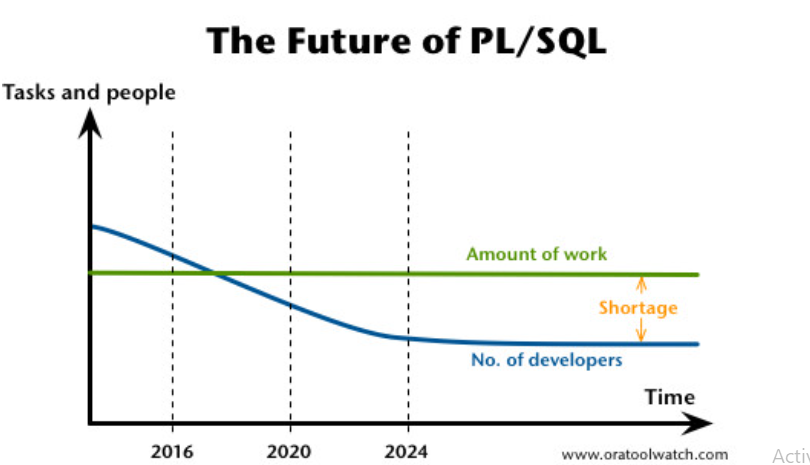 The Future of PL/SQL
Tasks and people
Amount of work
Shortage
No. of developers
Time
2016 2020 2024
www.oratoolwatch.com
Activ